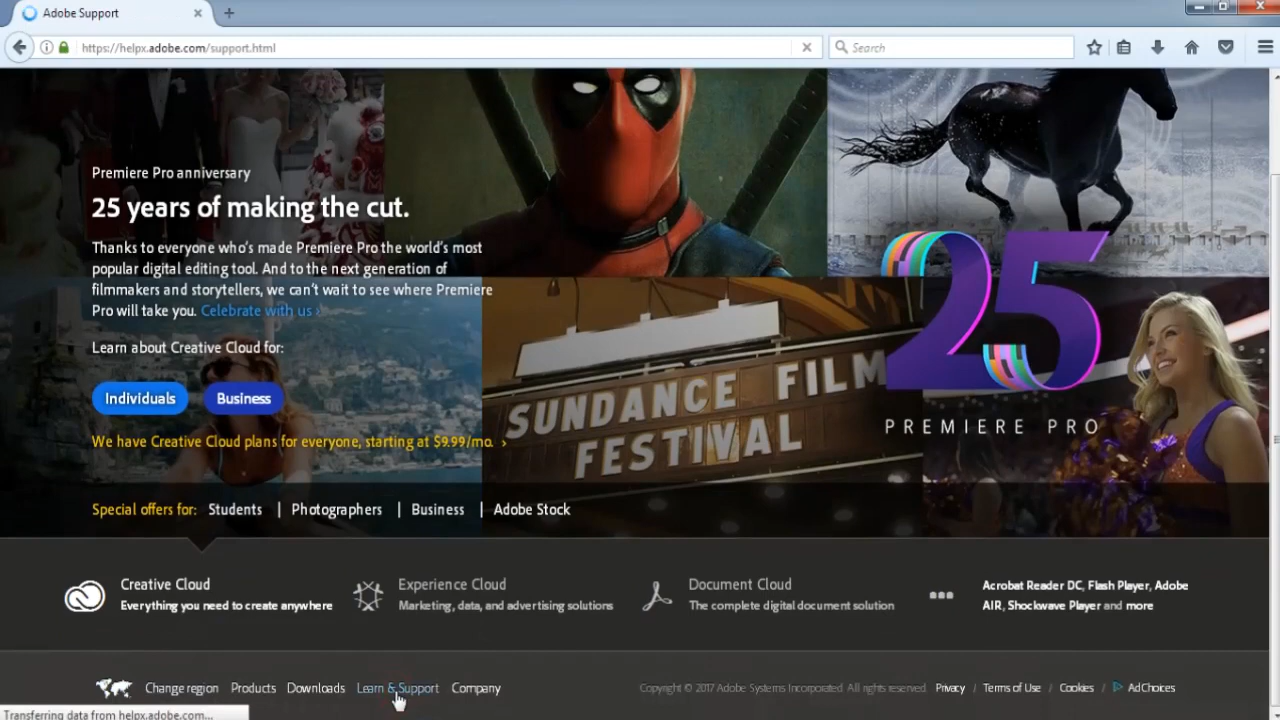 Adobe Support
https://helpx.adobe.com/support.html
Search
Premiere Pro anniversary
25 years of making the cut.
Thanks to everyone who's made Premiere Pro the world's most
popular digital editing tool. And to the next generation of
filmmakers and storytellers, we can't wait to see where Premiere
Pro will take you. Celebrate with us ›
Learn about Creative Cloud for:
Individuals Business
We have Creative Cloud plans for everyone, starting at $9.99/mo. ›
SUNDANCE FILM
FESTIVAL
25
PREMIERE PRO
Special offers for: Students | Photographers | Business | Adobe Stock
Creative Cloud
Everything you need to create anywhere
Experience Cloud
Marketing, data, and advertising solutions
Document Cloud
The complete digital document solution
Acrobat Reader DC, Flash Player, Adobe
AIR, Shockwave Player and more
Change region Products Downloads Learn & Support Company
Copyright © 2017 Adobe Systems Incorporated. All rights reserved. Privacy / Terms of Use / Cookies / AdChoices
Transferring data from helpx.adobe.com...